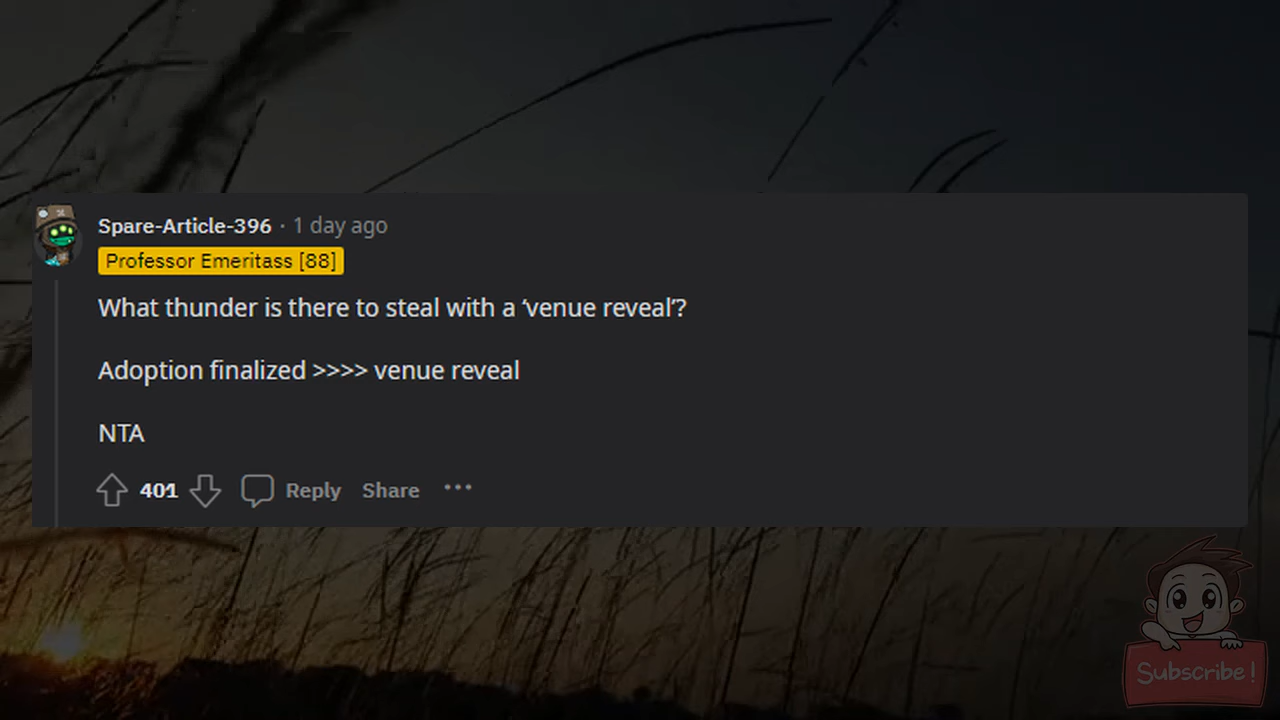 Spare-Article-396 · 1 day ago
Professor Emeritass [88]
What thunder is there to steal with a ‘venue reveal’?
Adoption finalized >>>> venue reveal
NTA
401 Reply Share ···
Subscribe!